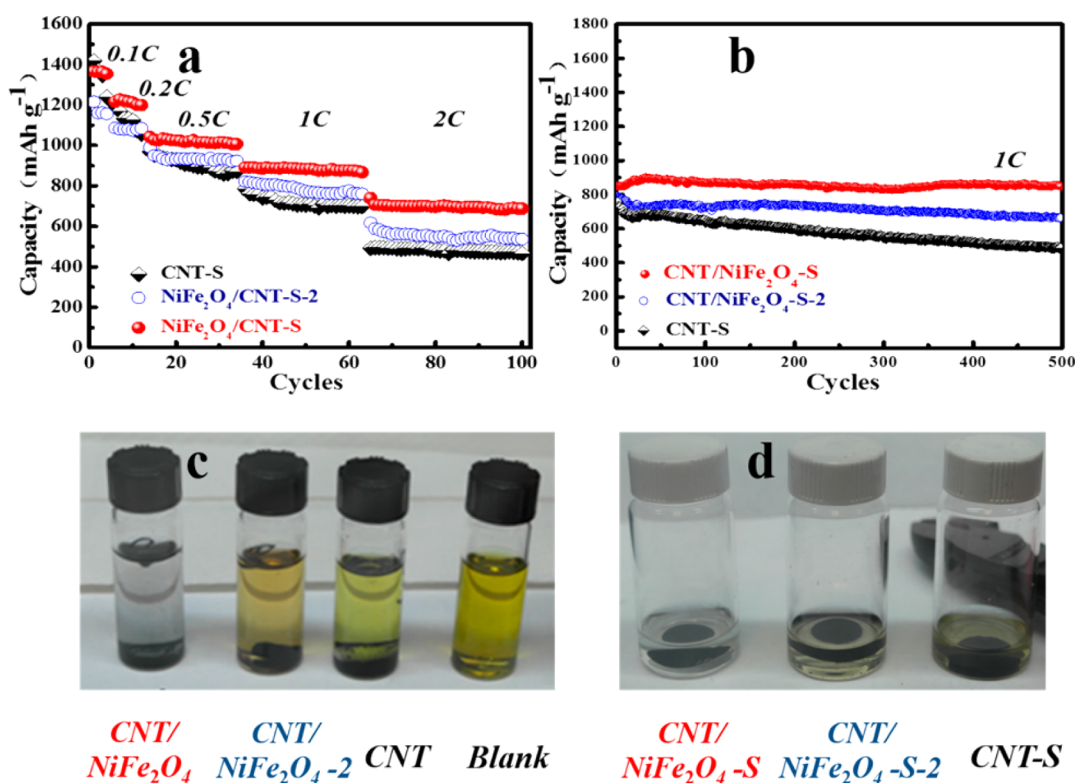 a
0.1C
0.2C
0.5C
1C
2C
1600
1400
1200
1000
800
600
400
200
0
Capacity (mAh g⁻¹)
CNT-S
NiFe₂O₄/CNT-S-2
NiFe₂O₄/CNT-S
0 20 40 60 80 100
Cycles
b
1C
1800
1600
1400
1200
1000
800
600
400
200
0
Capacity (mAh g⁻¹)
CNT/NiFe₂O₄-S
CNT/NiFe₂O₄-S-2
CNT-S
0 100 200 300 400 500
Cycles
c
CNT/
NiFe₂O₄
CNT/
NiFe₂O₄-2
CNT
Blank
d
CNT/
NiFe₂O₄-S
CNT/
NiFe₂O₄-S-2
CNT-S